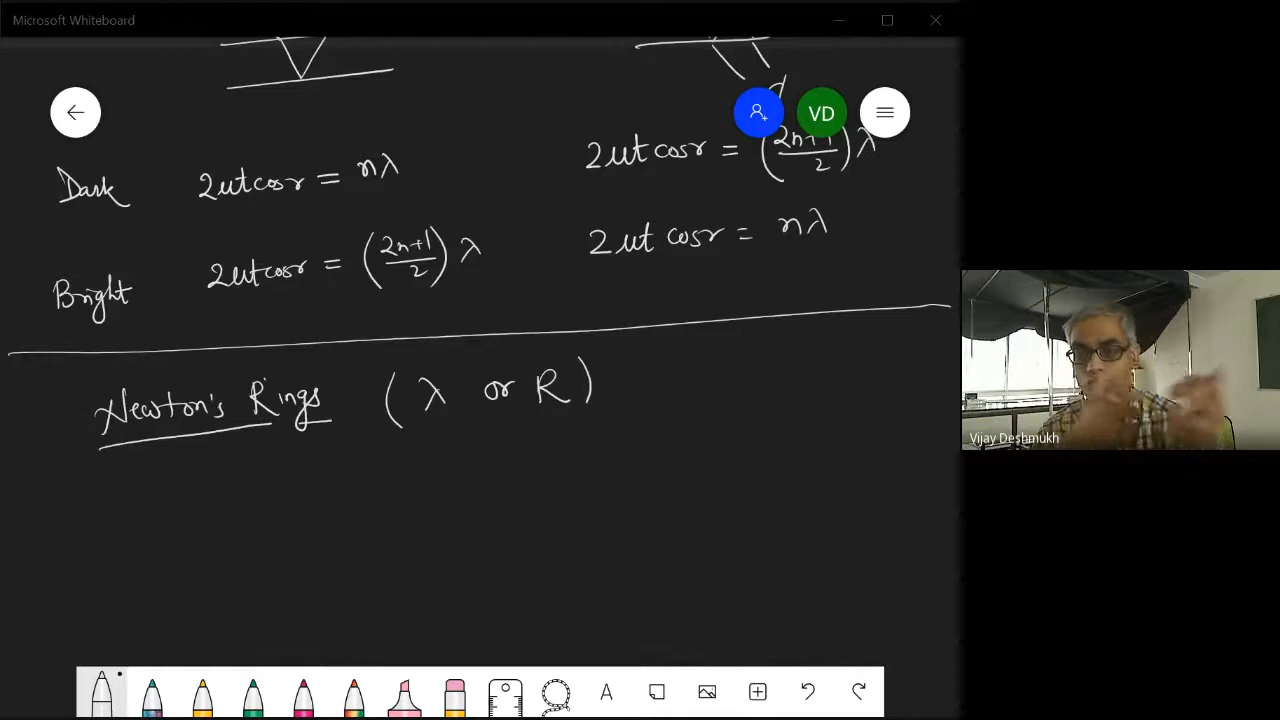 Microsoft Whiteboard
VD
Dark 2μt cos r = nλ 2μt cos r = (2n+1/2) λ
Bright 2μt cos r = (2n+1/2) λ 2μt cos r = nλ
Newton's Rings (λ or R)
Vijay Deshmukh
A